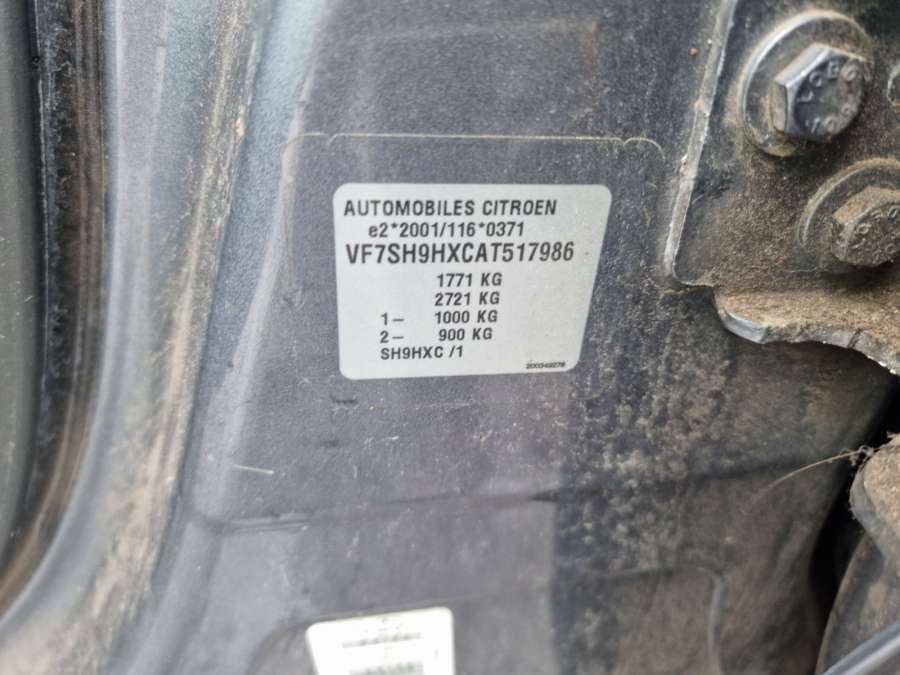 AUTOMOBILES CITROEN
e2*2001/116*0371
VF7SH9HXCAT517986
1771 KG
2721 KG
1- 1000 KG
2- 900 KG
SH9HXC /1